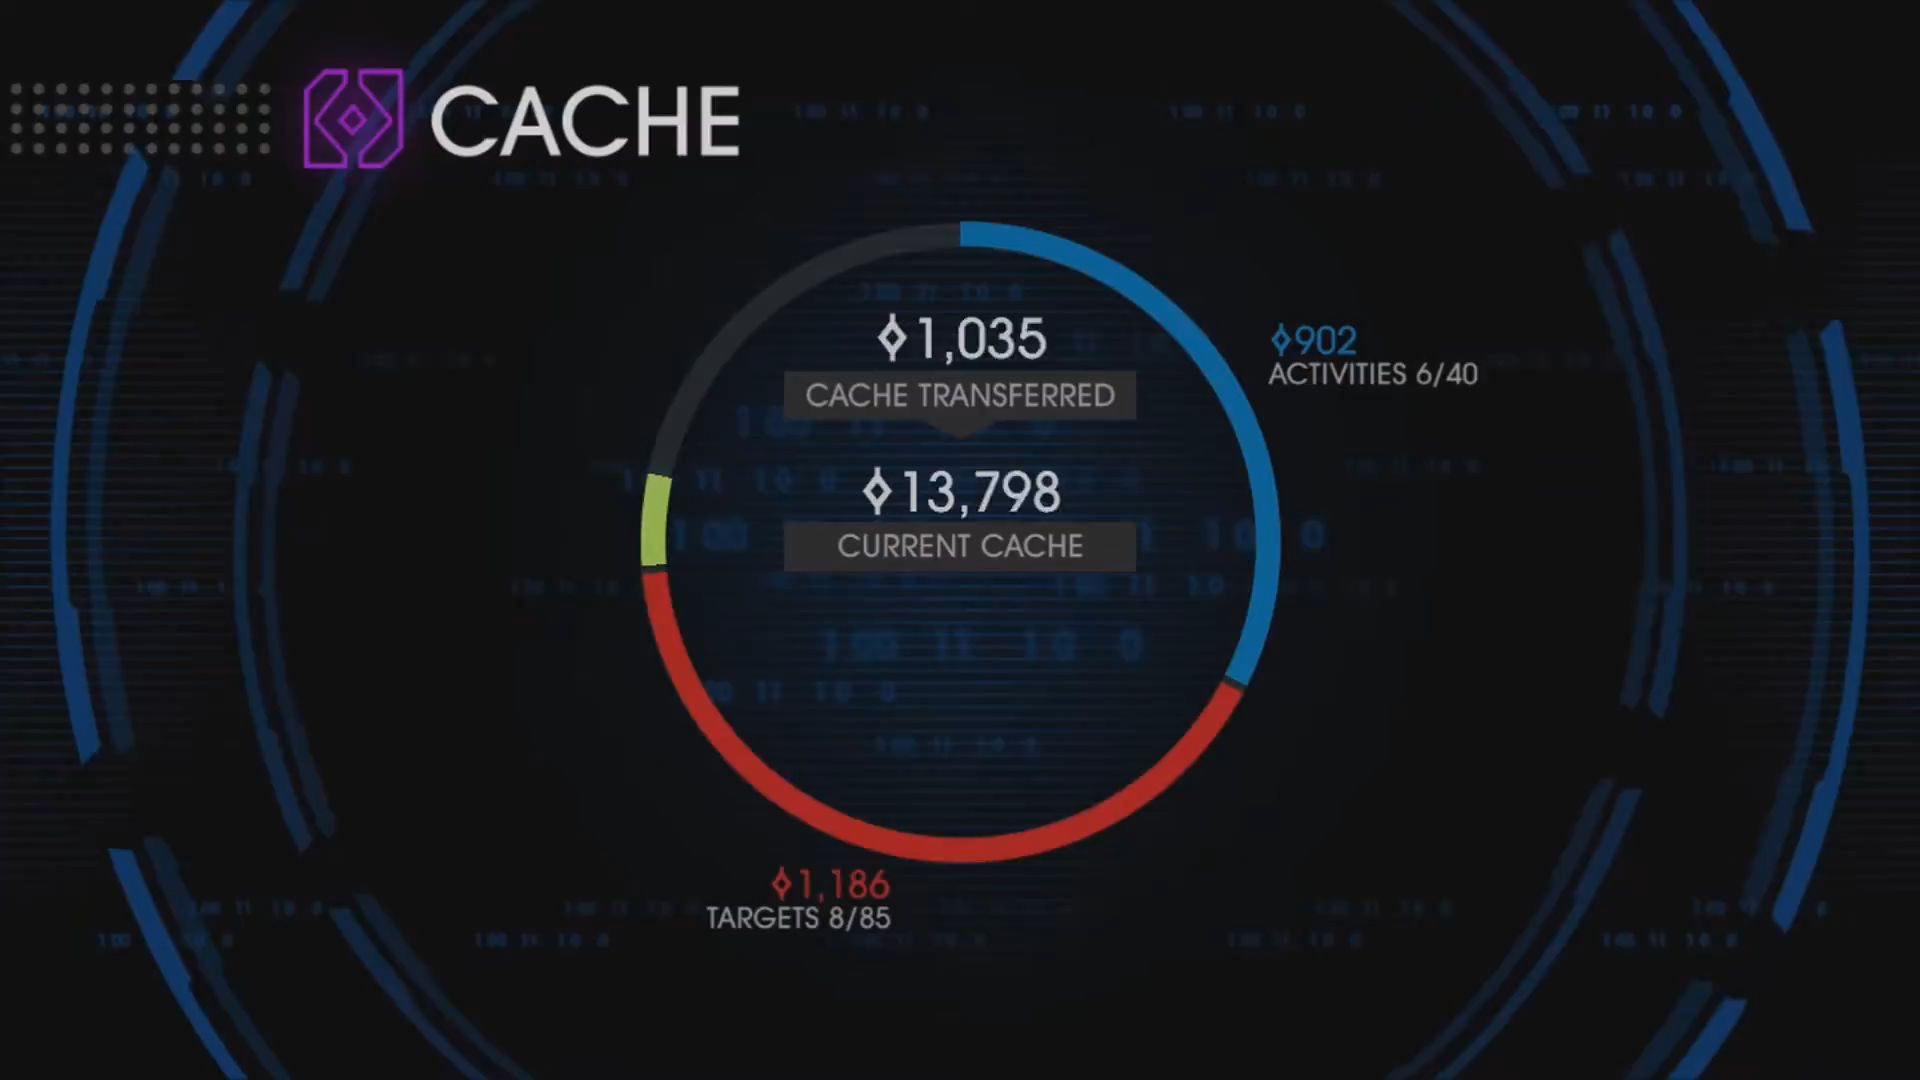 CACHE
1,035
CACHE TRANSFERRED
13,798
CURRENT CACHE
902
ACTIVITIES 6/40
1,186
TARGETS 8/85